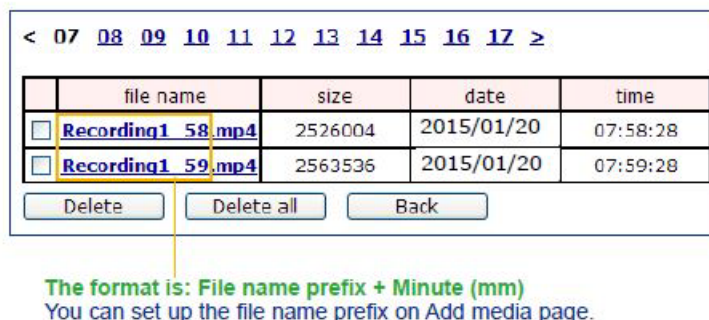 < 07 08 09 10 11 12 13 14 15 16 17 >
file name size date time
Recording1_58.mp4 2526004 2015/01/20 07:58:28
Recording1_59.mp4 2563536 2015/01/20 07:59:28
Delete Delete all Back
The format is: File name prefix + Minute (mm)
You can set up the file name prefix on Add media page.